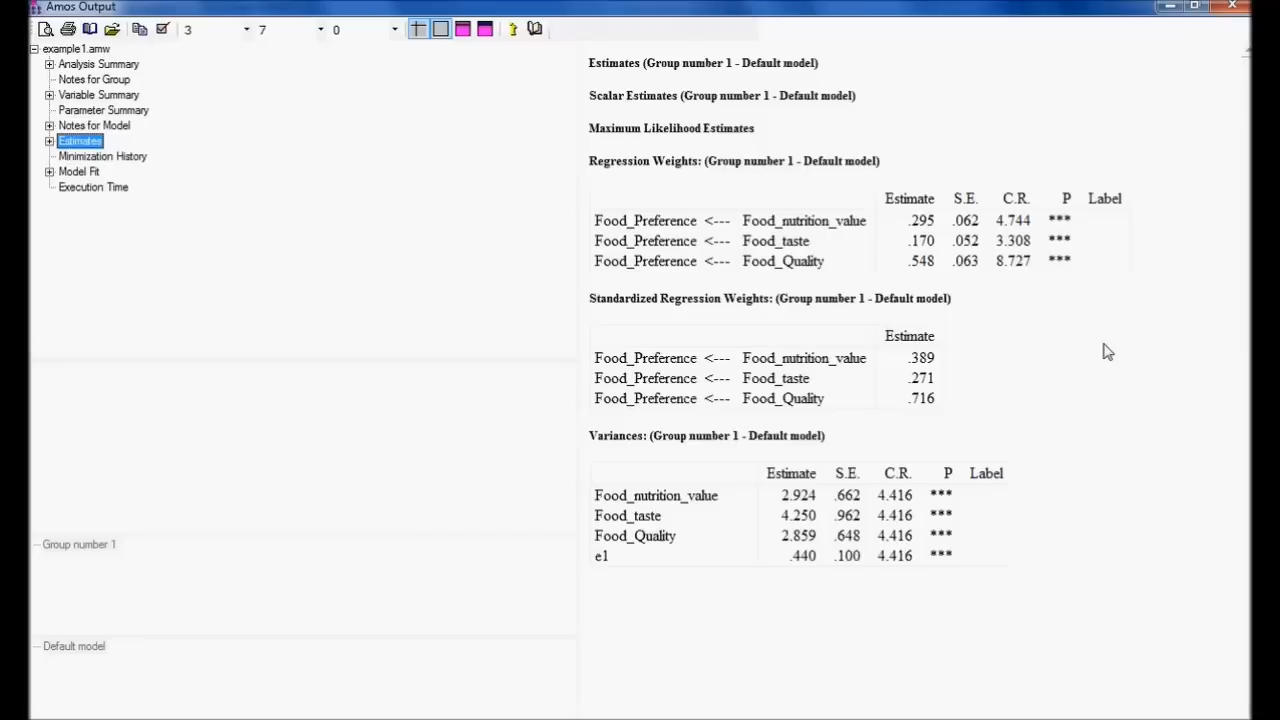 Amos Output
3 7 0
example1.amw
Analysis Summary
Notes for Group
Variable Summary
Parameter Summary
Notes for Model
Estimates
Minimization History
Model Fit
Execution Time
Group number 1
Default model
Estimates (Group number 1 - Default model)
Scalar Estimates (Group number 1 - Default model)
Maximum Likelihood Estimates
Regression Weights: (Group number 1 - Default model)
Estimate S.E. C.R. P Label
Food_Preference <--- Food_nutrition_value .295 .062 4.744 ***
Food_Preference <--- Food_taste .170 .052 3.308 ***
Food_Preference <--- Food_Quality .548 .063 8.727 ***
Standardized Regression Weights: (Group number 1 - Default model)
Estimate
Food_Preference <--- Food_nutrition_value .389
Food_Preference <--- Food_taste .271
Food_Preference <--- Food_Quality .716
Variances: (Group number 1 - Default model)
Estimate S.E. C.R. P Label
Food_nutrition_value 2.924 .662 4.416 ***
Food_taste 4.250 .962 4.416 ***
Food_Quality 2.859 .648 4.416 ***
e1 .440 .100 4.416 ***